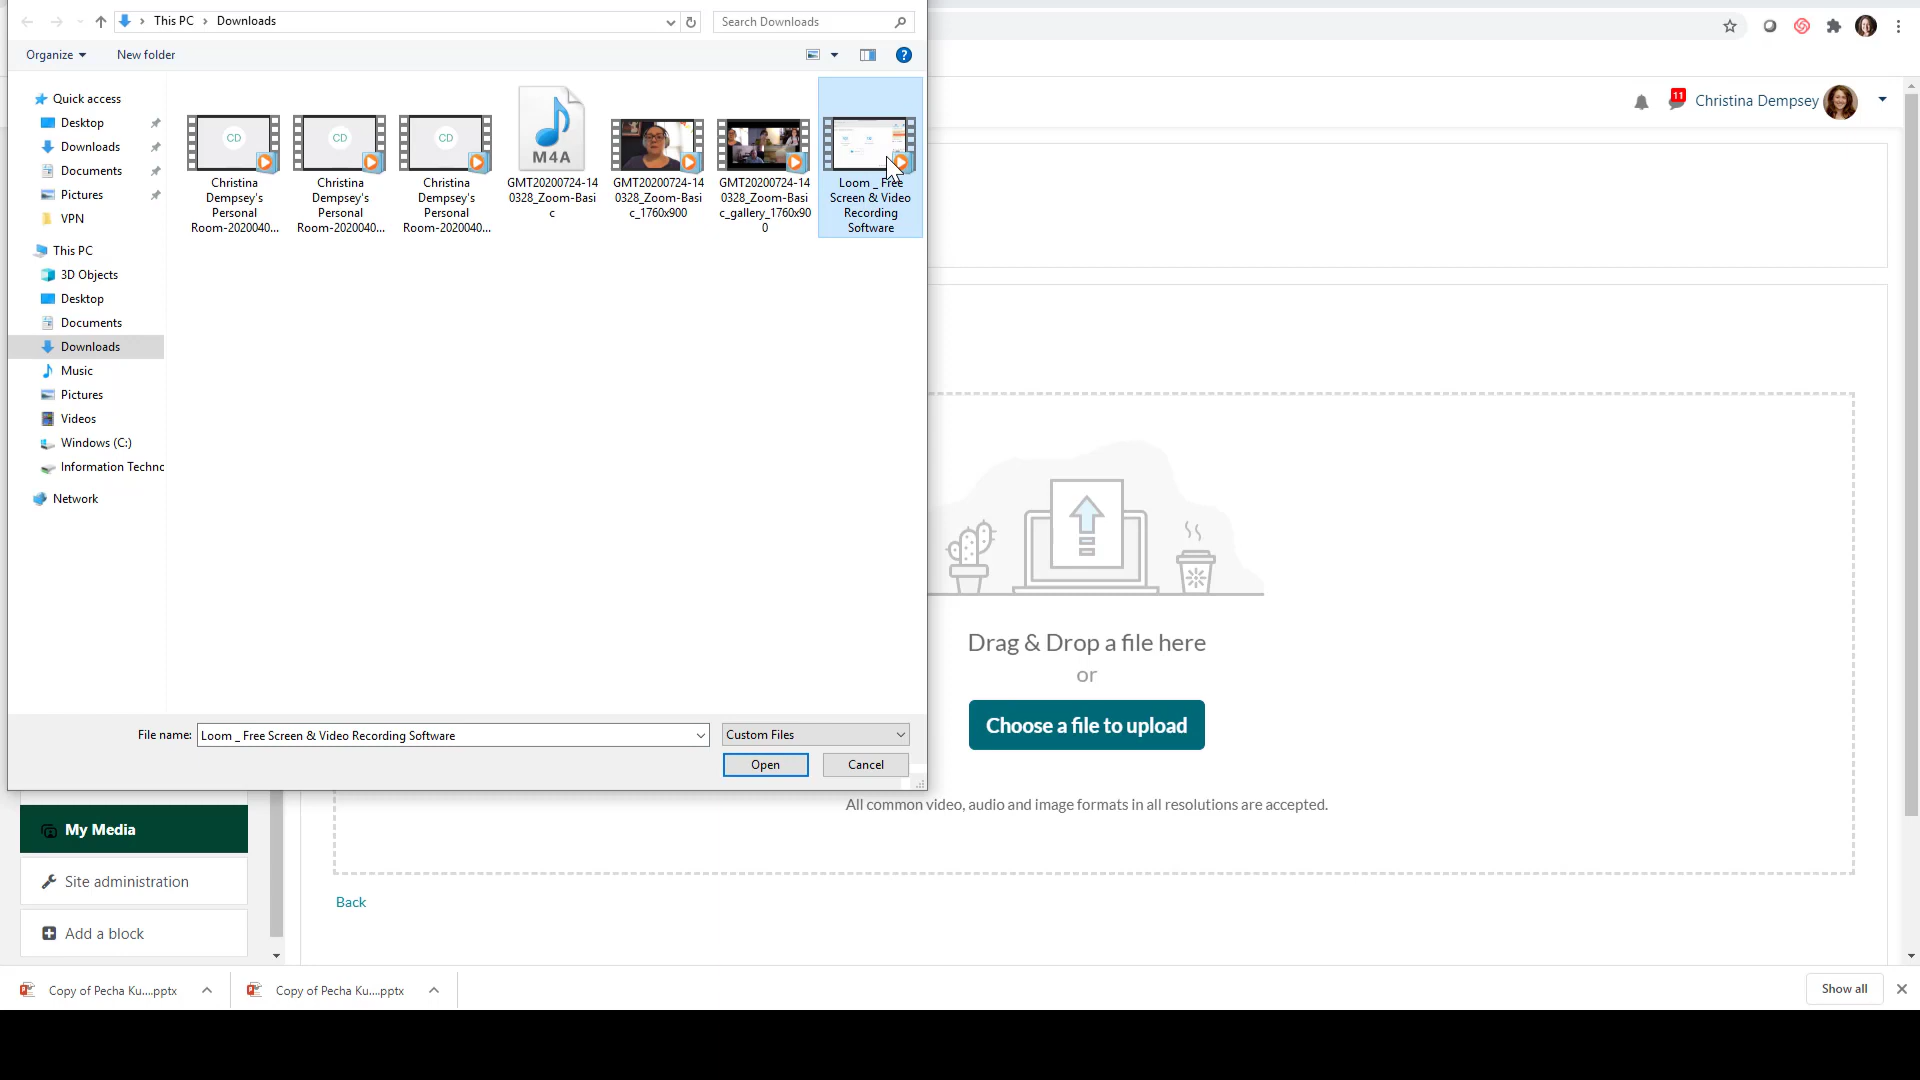 This PC > Downloads
Search Downloads
Organize
New folder
Quick access
Desktop
Downloads
Documents
Pictures
VPN
This PC
3D Objects
Desktop
Documents
Downloads
Music
Pictures
Videos
Windows (C:)
Information Techno
Network
CD
Christina
Dempsey's
Personal
Room-2020040...
CD
Christina
Dempsey's
Personal
Room-2020040...
CD
Christina
Dempsey's
Personal
Room-2020040...
M4A
GMT20200724-14
0328_Zoom-Basi
c
GMT20200724-14
0328_Zoom-Basi
c_1760x900
GMT20200724-14
0328_Zoom-Basi
c_gallery_1760x90
0
Loom _ Free
Screen & Video
Recording
Software
File name:
Loom _ Free Screen & Video Recording Software
Custom Files
Open
Cancel
11
Christina Dempsey
Drag & Drop a file here
or
Choose a file to upload
All common video, audio and image formats in all resolutions are accepted.
Back
My Media
Site administration
Add a block
Copy of Pecha Ku....pptx
Copy of Pecha Ku....pptx
Show all